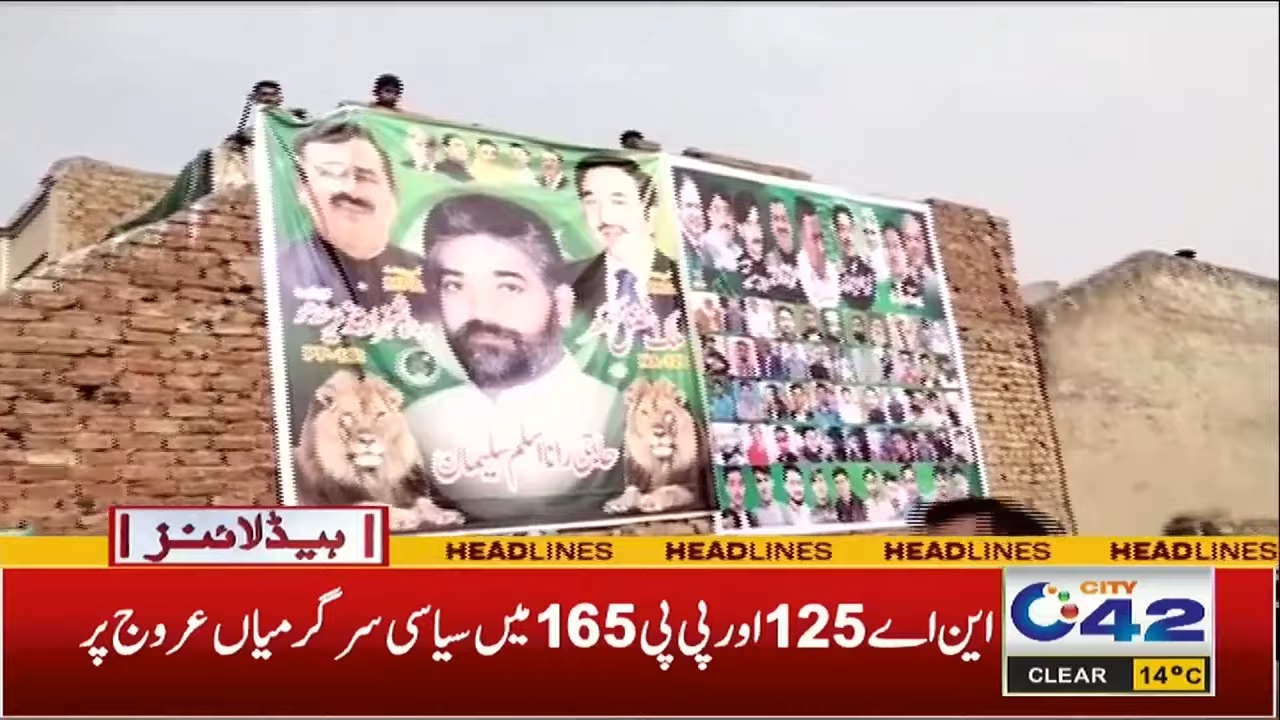 حاجی رانا اسلم سلیمان
ہیڈلائنز
HEADLINES HEADLINES HEADLINES HEADLINES
این اے 125 اور پی پی 165 میں سیاسی سرگرمیاں عروج پر
CITY
C42
CLEAR 14°C